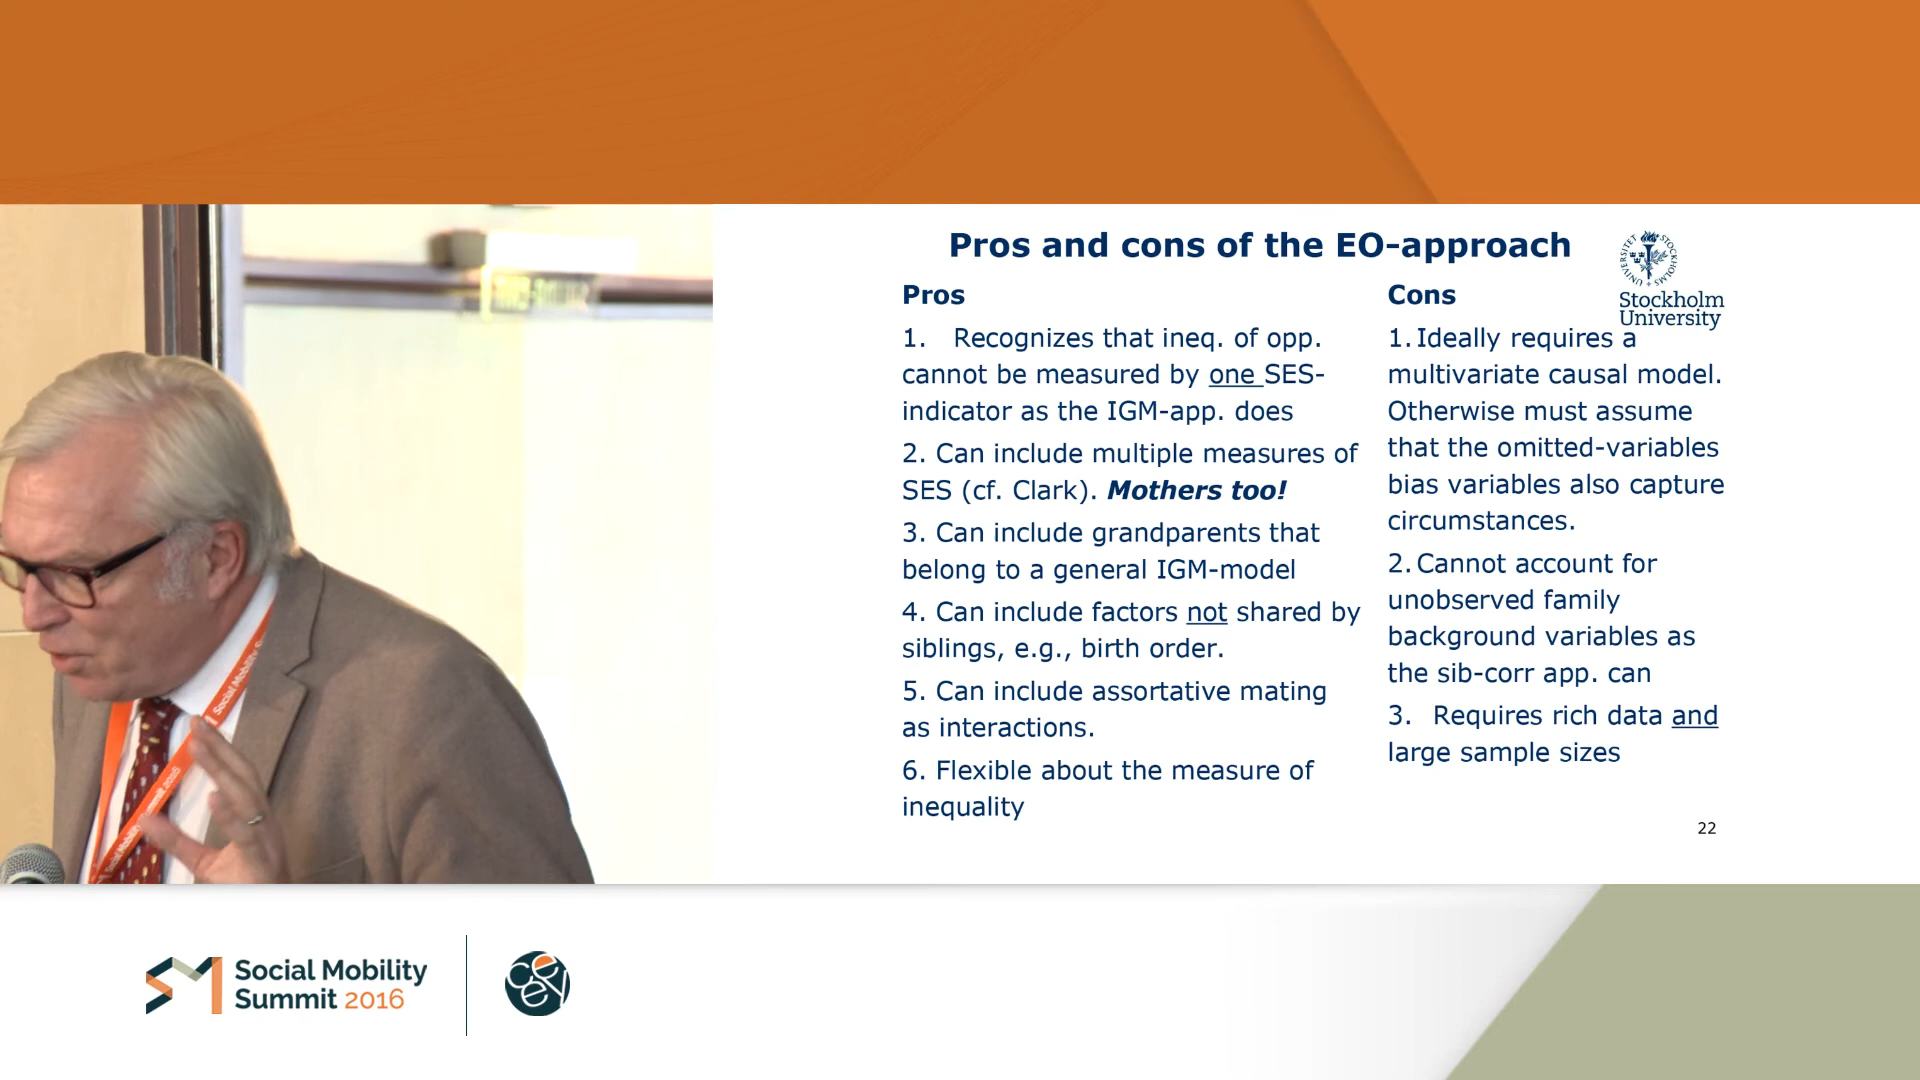 Pros and cons of the EO-approach
Stockholm
University
Pros
1. Recognizes that ineq. of opp.
cannot be measured by one SES-
indicator as the IGM-app. does
2. Can include multiple measures of
SES (cf. Clark). Mothers too!
3. Can include grandparents that
belong to a general IGM-model
4. Can include factors not shared by
siblings, e.g., birth order.
5. Can include assortative mating
as interactions.
6. Flexible about the measure of
inequality
Cons
1. Ideally requires a
multivariate causal model.
Otherwise must assume
that the omitted-variables
bias variables also capture
circumstances.
2. Cannot account for
unobserved family
background variables as
the sib-corr app. can
3. Requires rich data and
large sample sizes
22
Social Mobility
Summit 2016
ceey